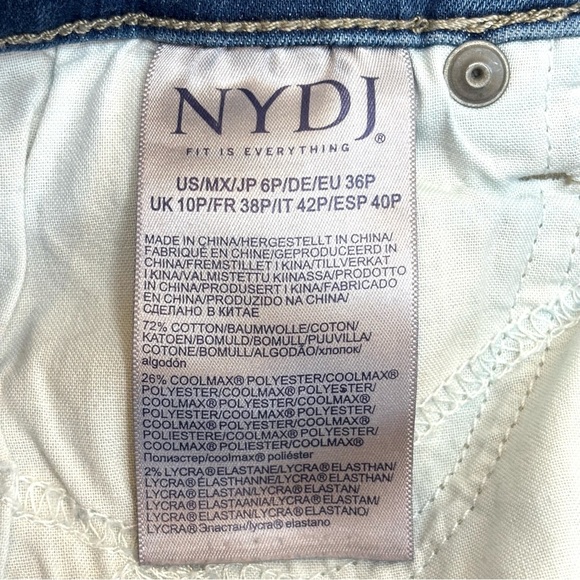 NYDJ®
FIT IS EVERYTHING
US/MX/JP 6P/DE/EU 36P
UK 10P/FR 38P/IT 42P/ESP 40P
MADE IN CHINA/HERGESTELLT IN CHINA/
FABRIQUÉ EN CHINE/GEPRODUCEERD IN
CHINA/FREMSTILLET I KINA/TILLVERKAT
I KINA/VALMISTETTU KIINASSA/PRODOTTO
IN CHINA/PRODUSERT I KINA/FABRICADO
EN CHINA/PRODUZIDO NA CHINA/
СДЕЛАНО В КИТАЕ
72% COTTON/BAUMWOLLE/COTON/
KATOEN/BOMULD/BOMULL/PUUVILLA/
COTONE/BOMULL/ALGODÃO/хлопок/
algodón
26% COOLMAX® POLYESTER/COOLMAX®
POLYESTER/COOLMAX® POLYESTER/
COOLMAX® POLYESTER/COOLMAX®
POLYESTER/COOLMAX® POLYESTER/
COOLMAX® POLYESTERI/COOLMAX®
POLIESTERE/COOLMAX® POLYESTER/
COOLMAX® POLIESTER/COOLMAX®
Полиэстер/coolmax® poliéster
2% LYCRA® ELASTANE/LYCRA® ELASTHAN/
LYCRA® ELASTHANNE/LYCRA® ELASTHAN/
LYCRA® ELASTAN/LYCRA® ELASTAN/
LYCRA® ELASTAANIA/LYCRA® ELASTAM/
LYCRA® ELASTAN/LYCRA® ELASTANO/
LYCRA® Эластан/lycra® elastano